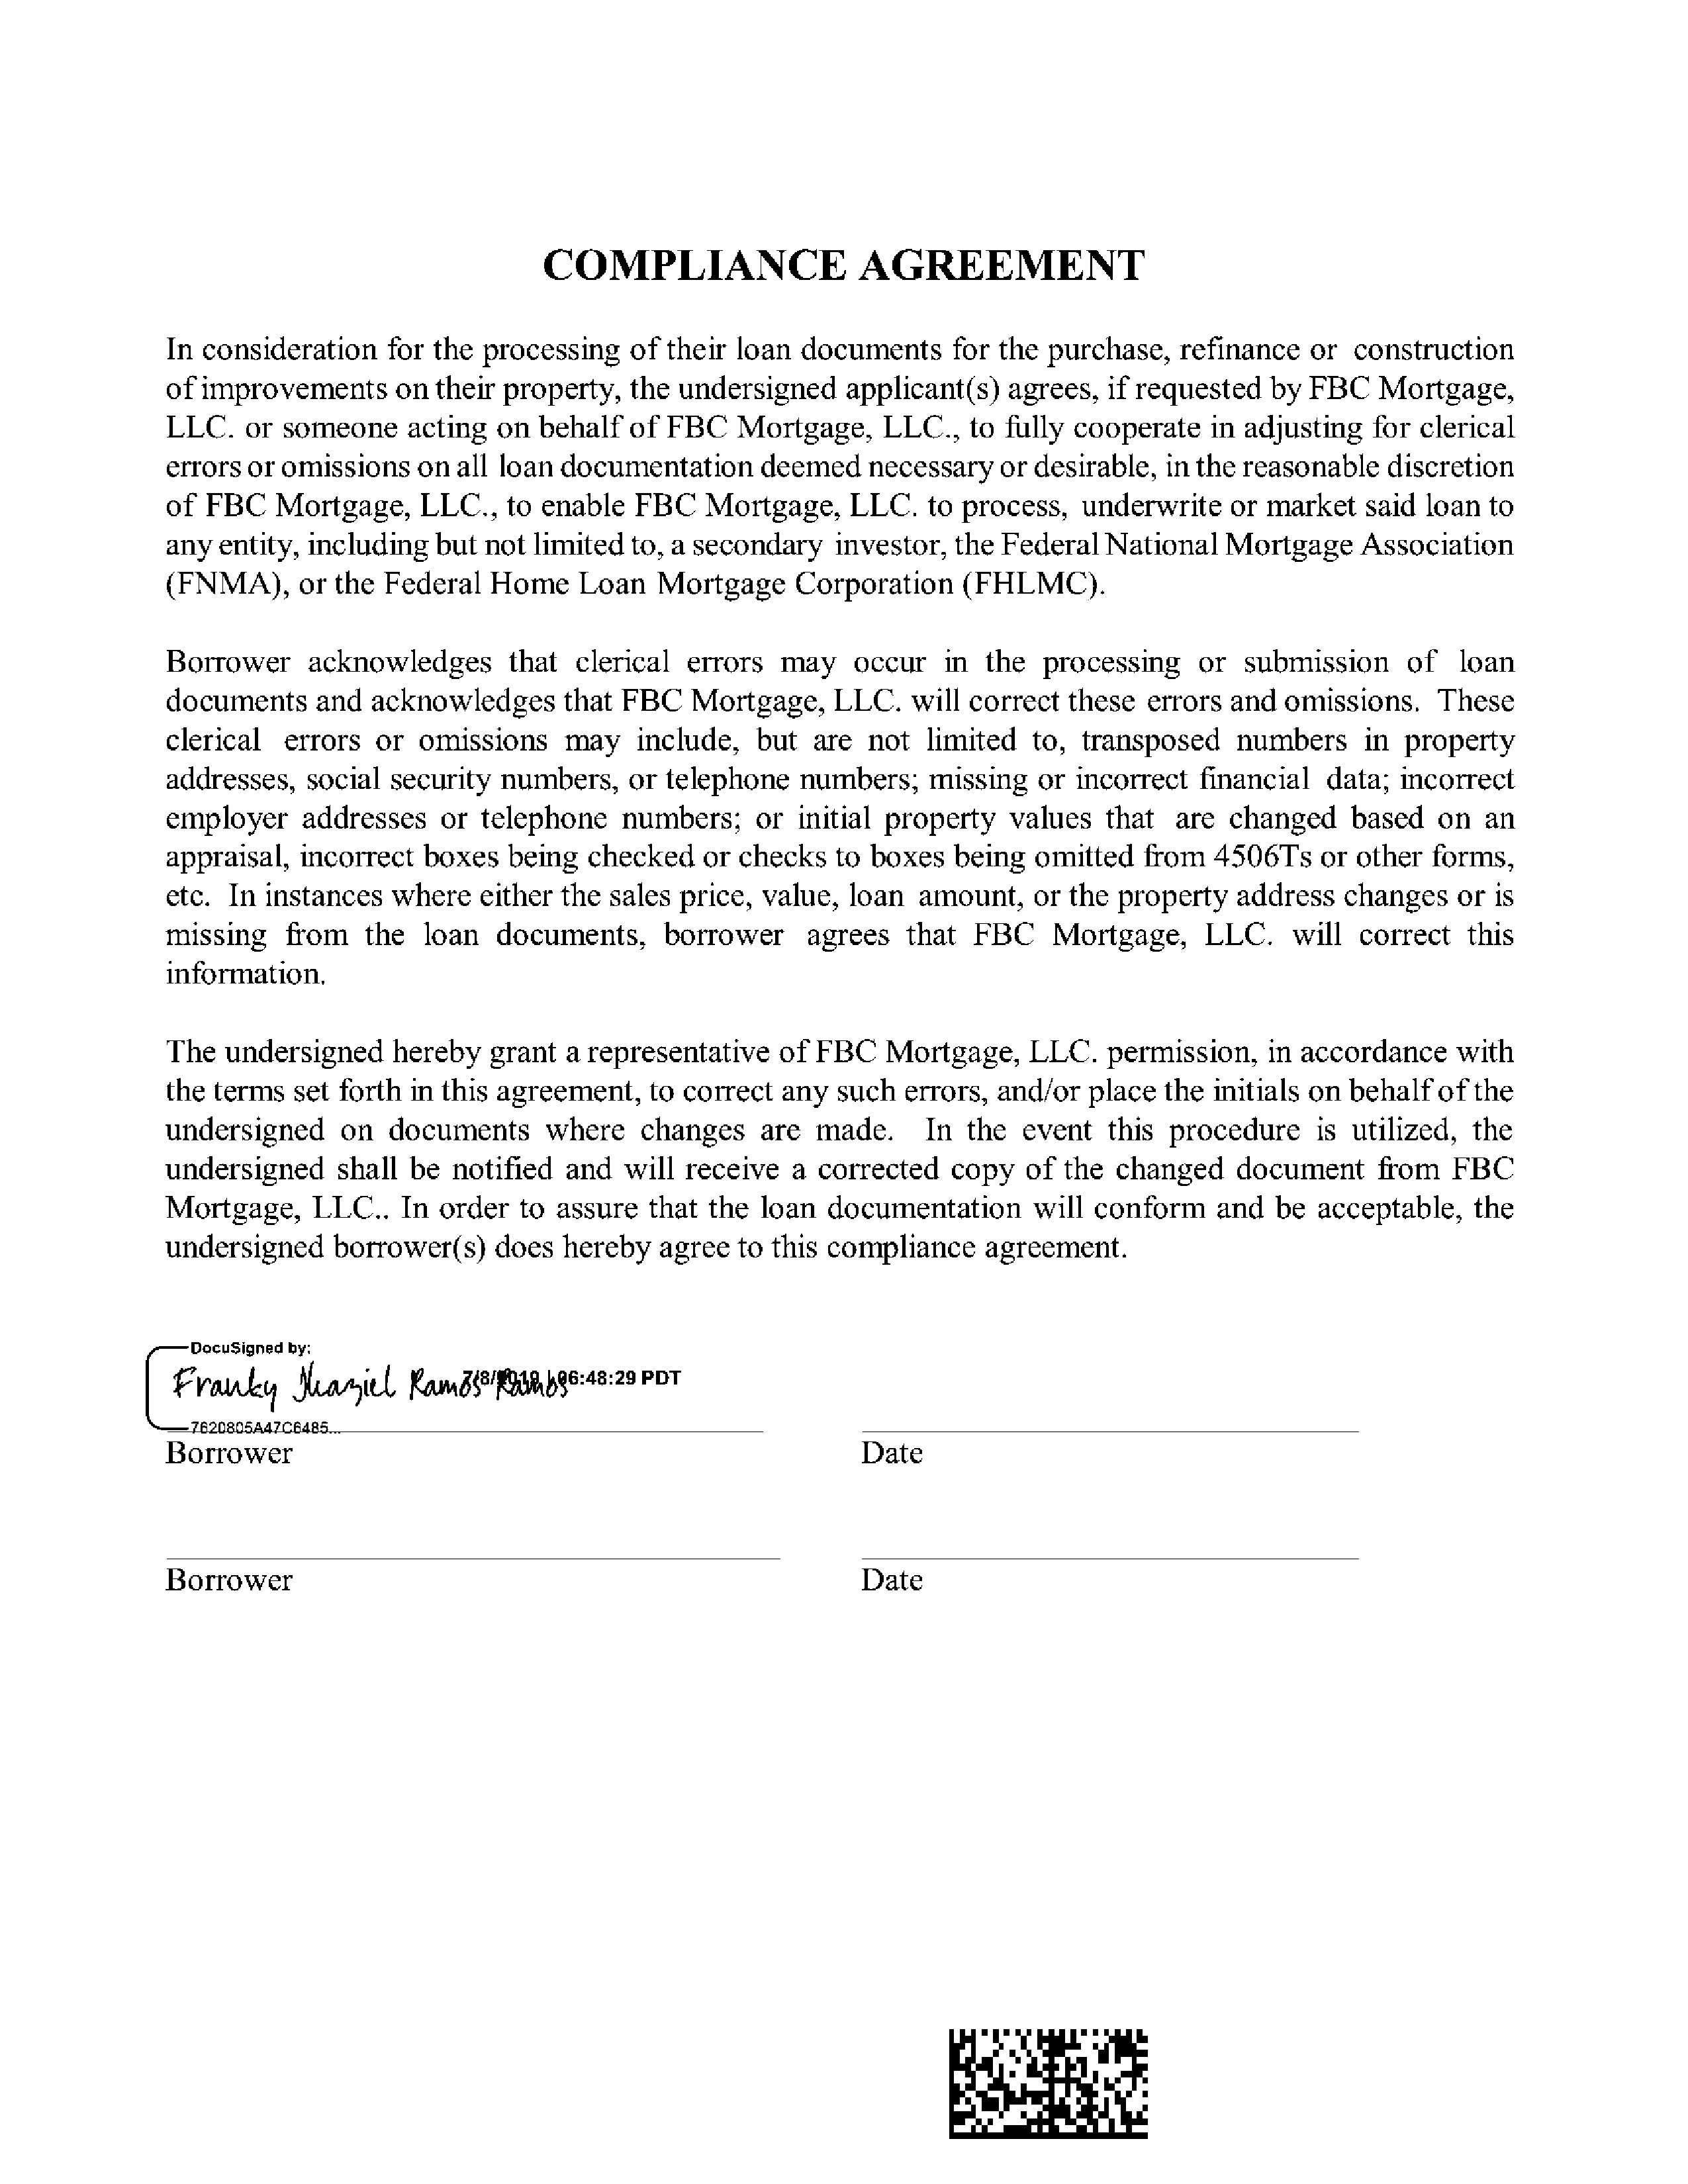 COMPLIANCE AGREEMENT
In consideration for the processing of their loan documents for the purchase, refinance or construction
of improvements on their property, the undersigned applicant(s) agrees, if requested by FBC Mortgage,
LLC. or someone acting on behalf of FBC Mortgage, LLC., to fully cooperate in adjusting for clerical
errors or omissions on all loan documentation deemed necessary or desirable, in the reasonable discretion
of FBC Mortgage, LLC., to enable FBC Mortgage, LLC. to process, underwrite or market said loan to
any entity, including but not limited to, a secondary investor, the Federal National Mortgage Association
(FNMA), or the Federal Home Loan Mortgage Corporation (FHLMC).
Borrower acknowledges that clerical errors may occur in the processing or submission of loan
documents and acknowledges that FBC Mortgage, LLC. will correct these errors and omissions. These
clerical errors or omissions may include, but are not limited to, transposed numbers in property
addresses, social security numbers, or telephone numbers; missing or incorrect financial data; incorrect
employer addresses or telephone numbers; or initial property values that are changed based on an
appraisal, incorrect boxes being checked or checks to boxes being omitted from 4506Ts or other forms,
etc. In instances where either the sales price, value, loan amount, or the property address changes or is
missing from the loan documents, borrower agrees that FBC Mortgage, LLC. will correct this
information.
The undersigned hereby grant a representative of FBC Mortgage, LLC. permission, in accordance with
the terms set forth in this agreement, to correct any such errors, and/or place the initials on behalf of the
undersigned on documents where changes are made. In the event this procedure is utilized, the
undersigned shall be notified and will receive a corrected copy of the changed document from FBC
Mortgage, LLC.. In order to assure that the loan documentation will conform and be acceptable, the
undersigned borrower(s) does hereby agree to this compliance agreement.
DocuSigned by:
Franky Jhaziel Ramos Ramos 7/8/2019 | 06:48:29 PDT
7620805A47C6485...
Borrower Date
Borrower Date